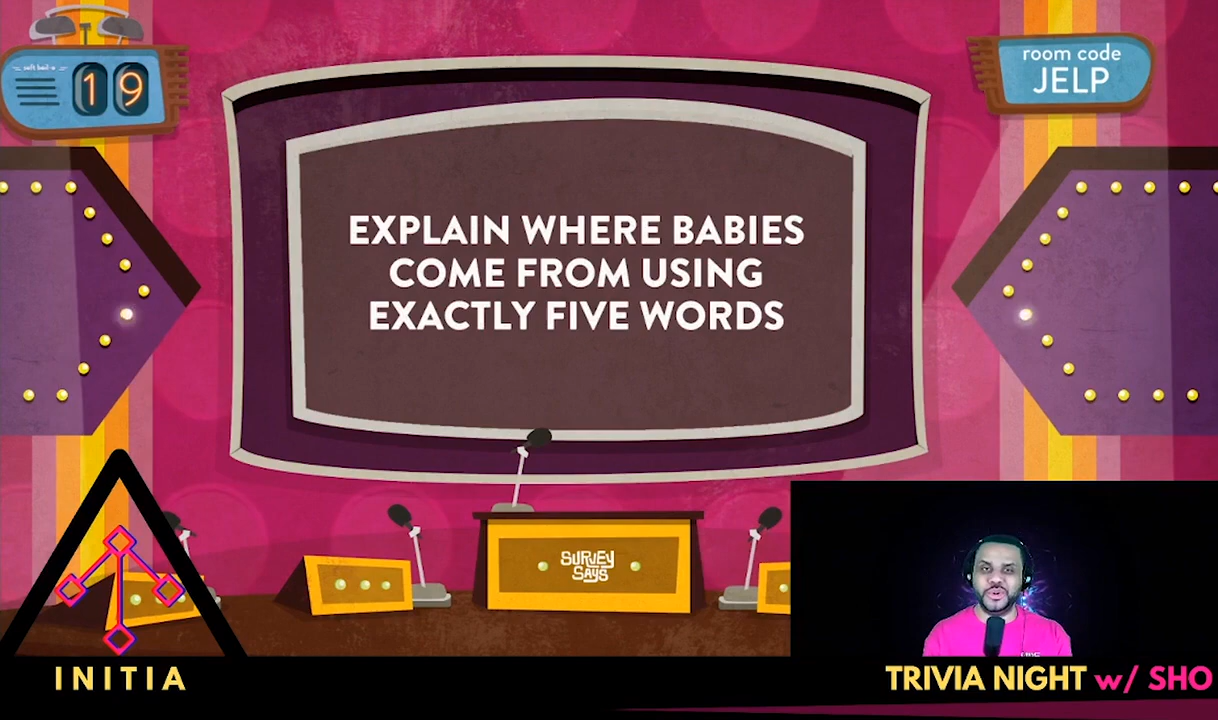 19
room code
JELP
EXPLAIN WHERE BABIES
COME FROM USING
EXACTLY FIVE WORDS
SURVEY
SAYS
INITIA
TRIVIA NIGHT w/ SHO